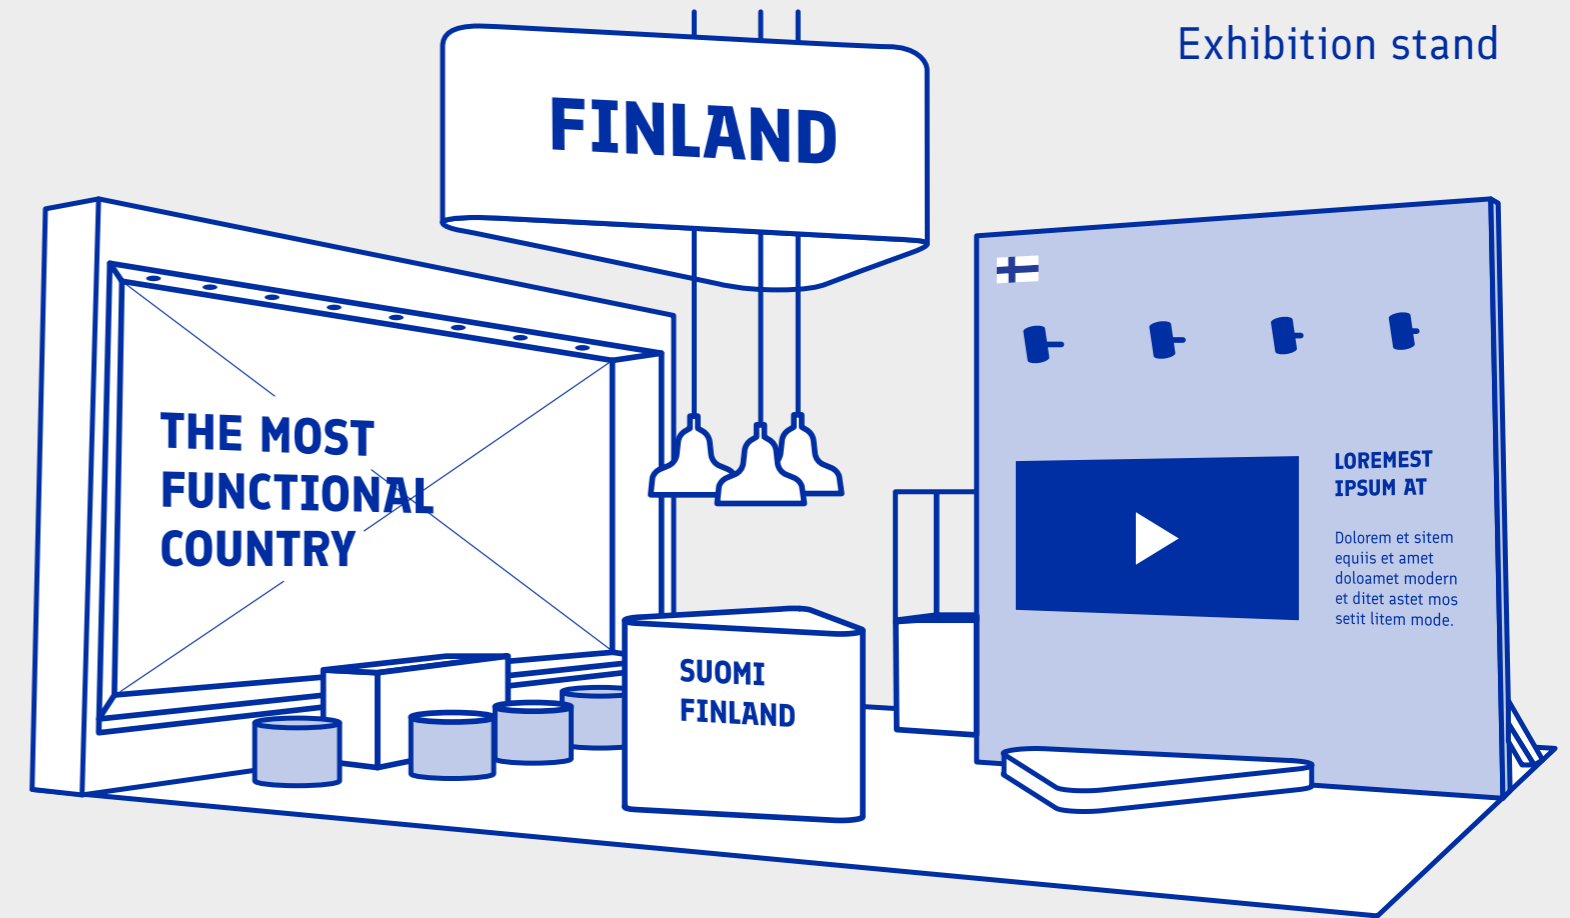 Exhibition stand
FINLAND
THE MOST
FUNCTIONAL
COUNTRY
SUOMI
FINLAND
LOREMEST
IPSUM AT
Dolorem et sitem
equiis et amet
doloamet modern
et ditet astet mos
setit litem mode.